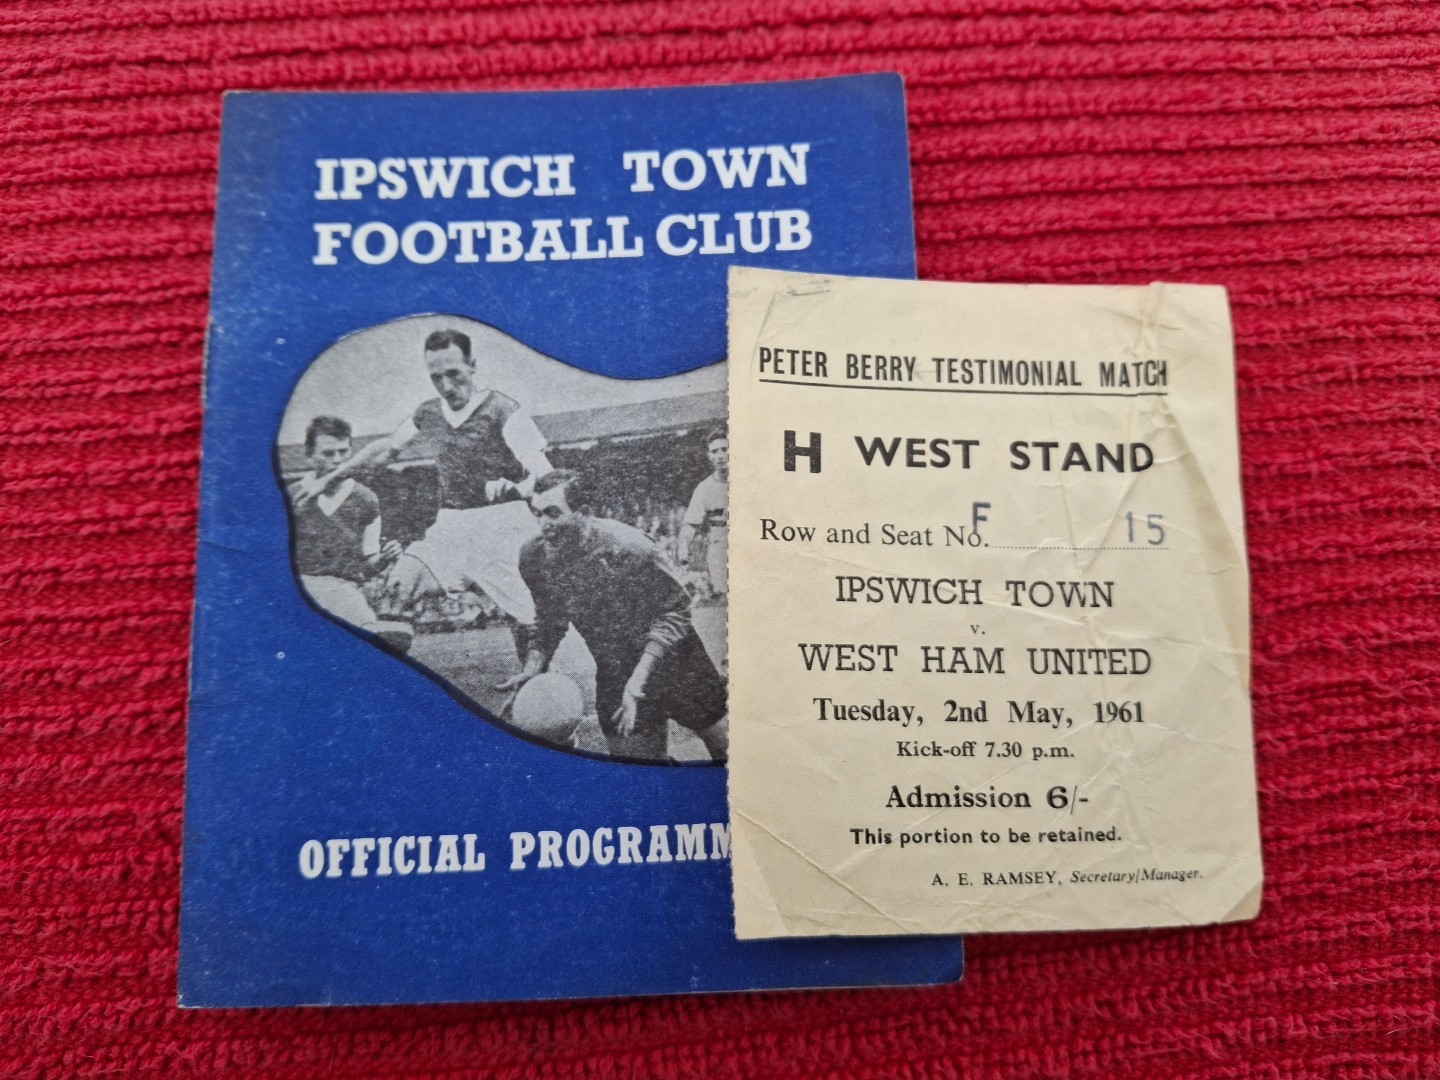 IPSWICH TOWN
FOOTBALL CLUB
OFFICIAL PROGRAMM
PETER BERRY TESTIMONIAL MATCH
H WEST STAND
Row and Seat No. F 15
IPSWICH TOWN
v.
WEST HAM UNITED
Tuesday, 2nd May, 1961
Kick-off 7.30 p.m.
Admission 6/-
This portion to be retained.
A. E. RAMSEY, Secretary/Manager.